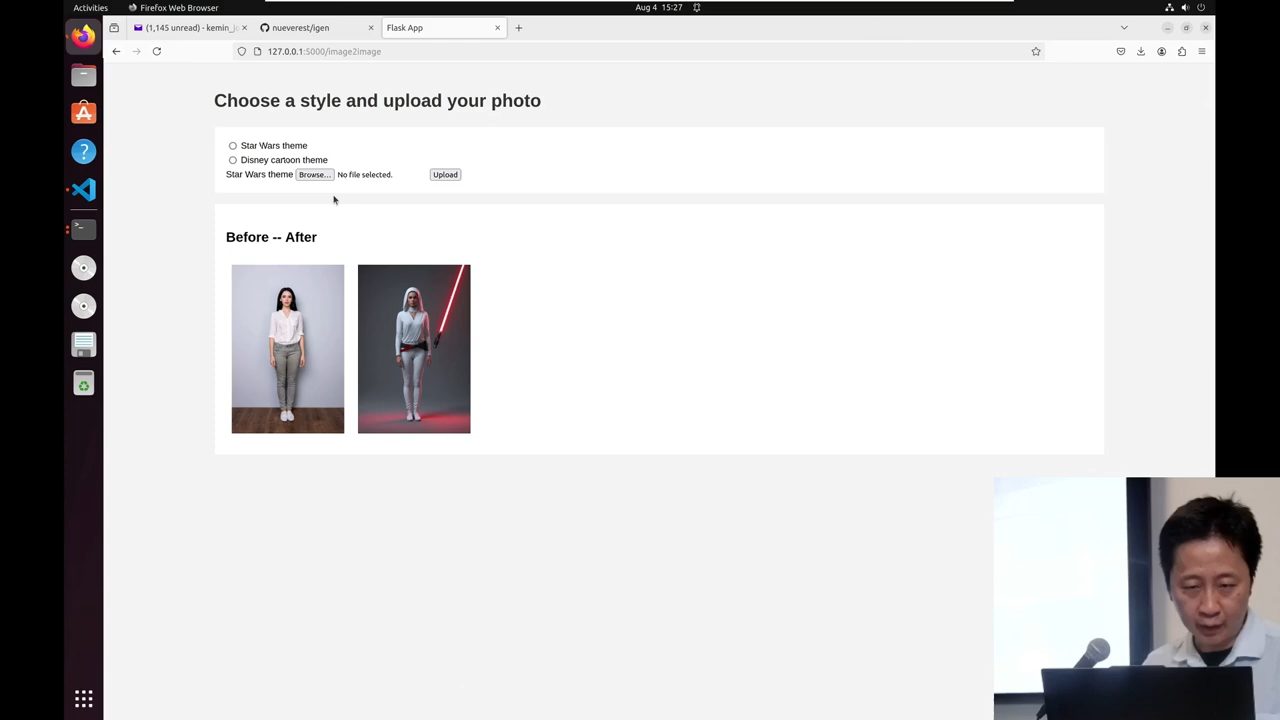 Activities
Firefox Web Browser
Aug 4 15:27
(1,145 unread) - kemin_j
nueverest/igen
Flask App
127.0.0.1:5000/image2image
Choose a style and upload your photo
Star Wars theme
Disney cartoon theme
Star Wars theme Browse... No file selected. Upload
Before -- After